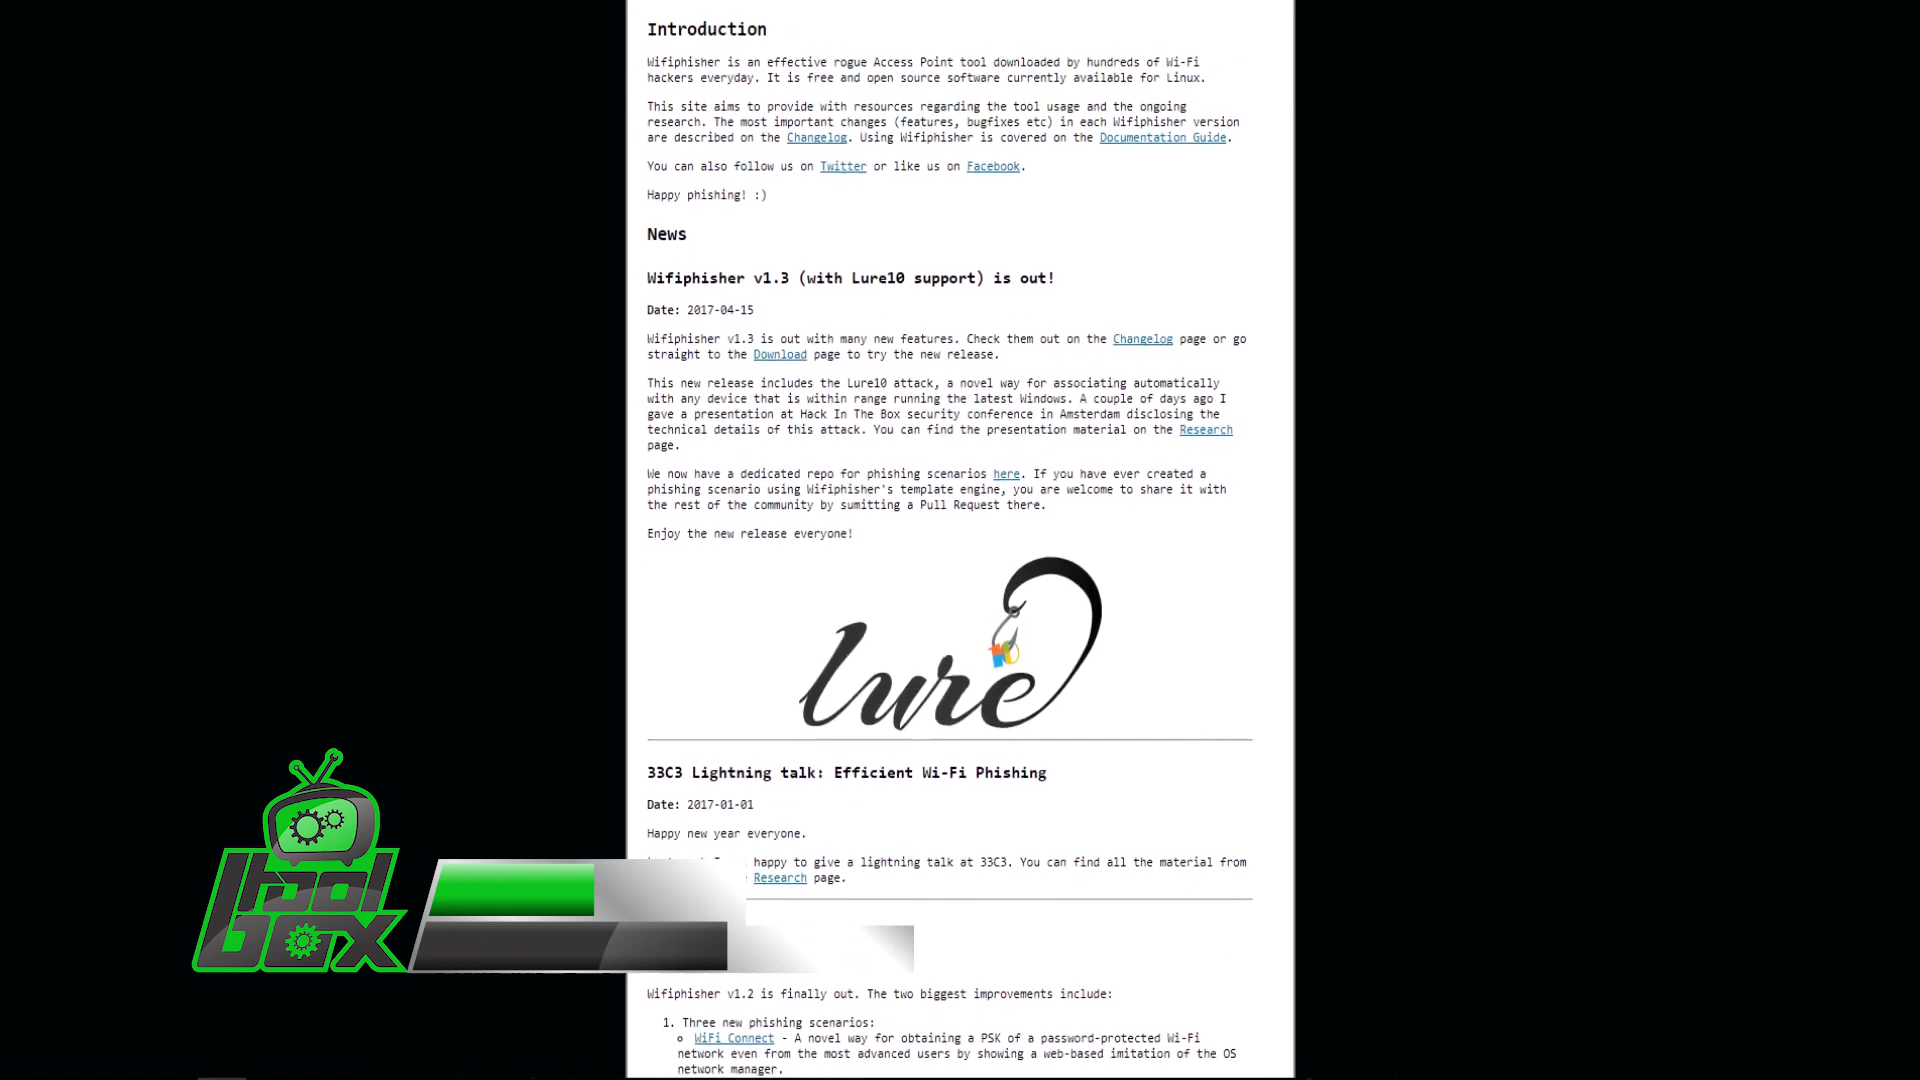 Introduction
Wifiphisher is an effective rogue Access Point tool downloaded by hundreds of Wi-Fi
hackers everyday. It is free and open source software currently available for Linux.
This site aims to provide with resources regarding the tool usage and the ongoing
research. The most important changes (features, bugfixes etc) in each Wifiphisher version
are described on the Changelog. Using Wifiphisher is covered on the Documentation Guide.
You can also follow us on Twitter or like us on Facebook.
Happy phishing! :)
News
Wifiphisher v1.3 (with Lure10 support) is out!
Date: 2017-04-15
Wifiphisher v1.3 is out with many new features. Check them out on the Changelog page or go
straight to the Download page to try the new release.
This new release includes the Lure10 attack, a novel way for associating automatically
with any device that is within range running the latest Windows. A couple of days ago I
gave a presentation at Hack In The Box security conference in Amsterdam disclosing the
technical details of this attack. You can find the presentation material on the Research
page.
We now have a dedicated repo for phishing scenarios here. If you have ever created a
phishing scenario using Wifiphisher's template engine, you are welcome to share it with
the rest of the community by sumitting a Pull Request there.
Enjoy the new release everyone!
lure
33C3 Lightning talk: Efficient Wi-Fi Phishing
Date: 2017-01-01
Happy new year everyone.
happy to give a lightning talk at 33C3. You can find all the material from
Research page.
tool
box
Wifiphisher v1.2 is finally out. The two biggest improvements include:
1. Three new phishing scenarios:
o WiFi Connect - A novel way for obtaining a PSK of a password-protected Wi-Fi
network even from the most advanced users by showing a web-based imitation of the OS
network manager.